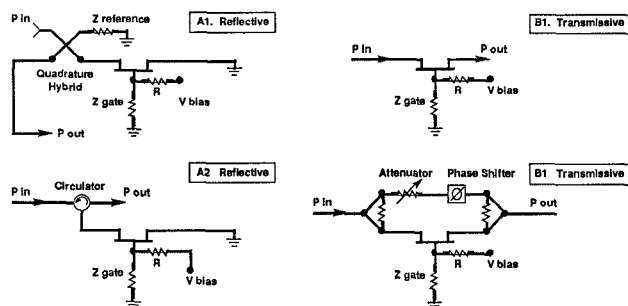 A1. Reflective
P in
Z reference
Quadrature
Hybrid
Z gate
R
V bias
P out
B1. Transmissive
P in
P out
R
Z gate
V bias
A2 Reflective
Circulator
P in
P out
R
Z gate
V bias
B1 Transmissive
Attenuator
Phase Shifter
P in
P out
R
Z gate
V bias